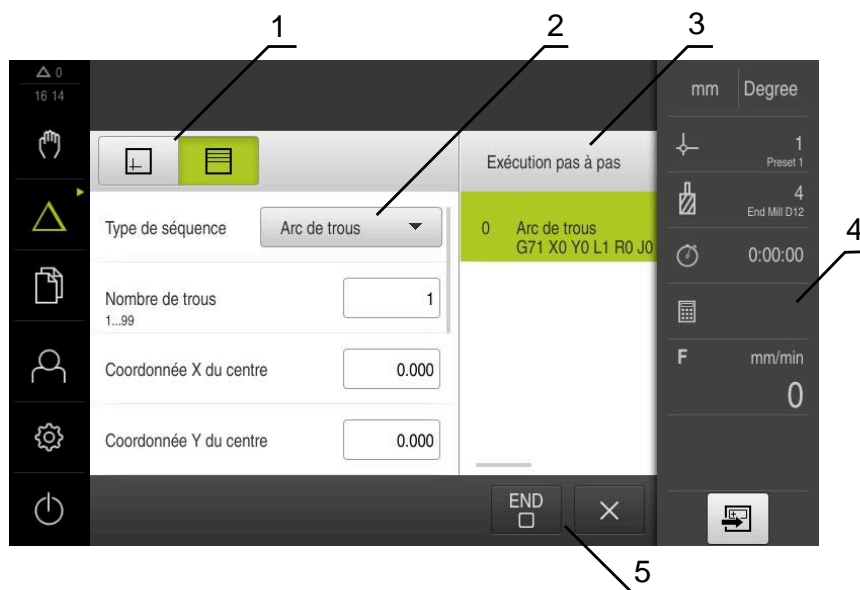 1
2
3
0
16 14
mm Degree
1
Preset 1
Exécution pas à pas
4
End Mill D12
Type de séquence Arc de trous
0 Arc de trous
G71 X0 Y0 L1 R0 J0
4
0:00:00
Nombre de trous
1...99
1
F mm/min
0
Coordonnée X du centre 0.000
Coordonnée Y du centre 0.000
END
5